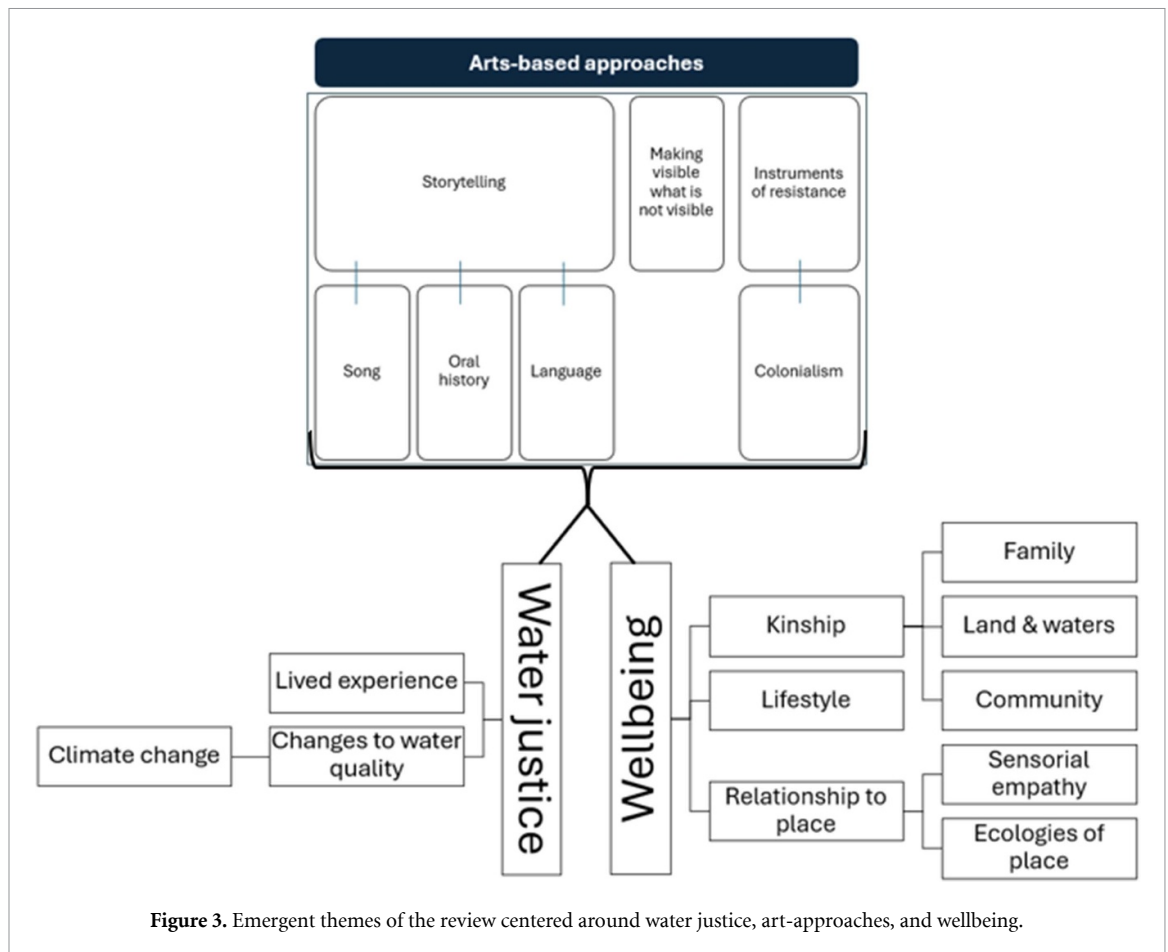 Arts-based approaches
Storytelling
Making
visible
what is
not visible
Instruments
of resistance
Song
Oral
history
Language
Colonialism
Water justice
Wellbeing
Lived experience
Changes to water
quality
Climate change
Kinship
Lifestyle
Relationship to
place
Family
Land & waters
Community
Sensorial
empathy
Ecologies of
place
Figure 3. Emergent themes of the review centered around water justice, art-approaches, and wellbeing.